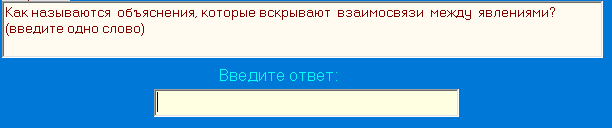 Как называются объяснения, которые вскрывают взаимосвязи между явлениями?
(введите одно слово)
Введите ответ: